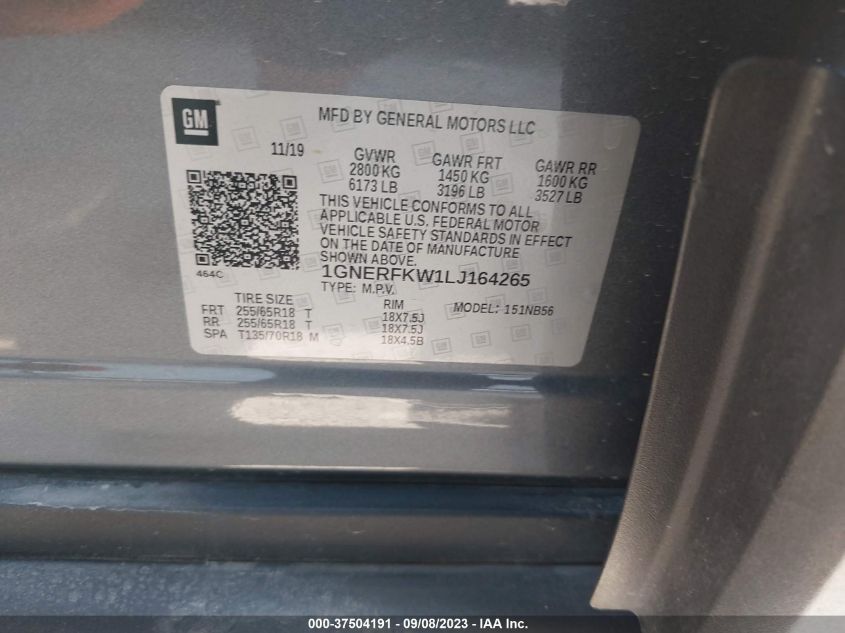 GM
MFD BY GENERAL MOTORS LLC
11/19
GVWR
2800 KG
6173 LB
GAWR FRT
1450 KG
3196 LB
GAWR RR
1600 KG
3527 LB
THIS VEHICLE CONFORMS TO ALL
APPLICABLE U.S. FEDERAL MOTOR
VEHICLE SAFETY STANDARDS IN EFFECT
ON THE DATE OF MANUFACTURE
SHOWN ABOVE.
464C
1GNERFKW1LJ164265
TYPE: M.P.V.
MODEL: 151NB56
TIRE SIZE
RIM
FRT 255/65R18 T 18X7.5J
RR 255/65R18 T 18X7.5J
SPA T135/70R18 M 18X4.5B
000-37504191 - 09/08/2023 - IAA Inc.